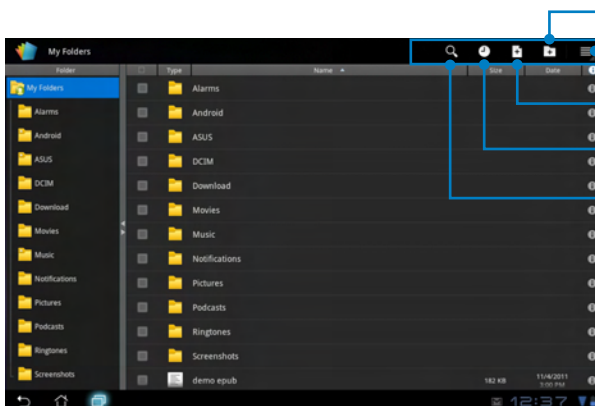 My Folders
Folder Type Name Size Date
My Folders
Alarms
Android
ASUS
DCIM
Download
Movies
Music
Notifications
Pictures
Podcasts
Ringtones
Screenshots
Alarms
Android
ASUS
DCIM
Download
Movies
Music
Notifications
Pictures
Podcasts
Ringtones
Screenshots
demo epub 182 KB 11/4/2011
3:00 PM
12:37